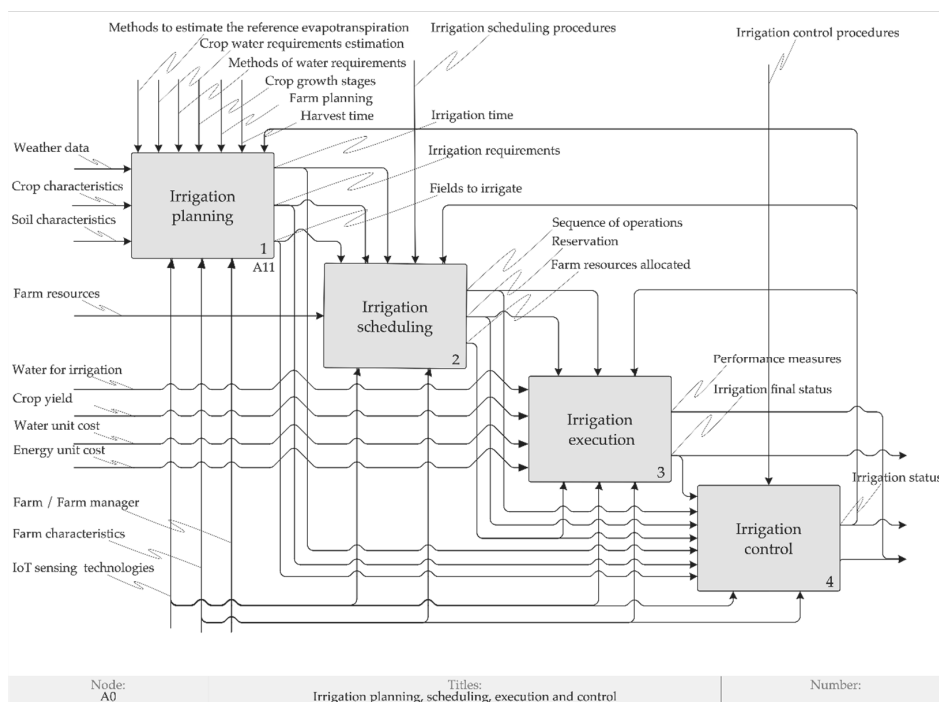 Methods to estimate the reference evapotranspiration
Crop water requirements estimation
Methods of water requirements
Crop growth stages
Farm planning
Harvest time
Irrigation scheduling procedures
Irrigation control procedures
Irrigation time
Irrigation requirements
Fields to irrigate
Weather data
Crop characteristics
Soil characteristics
Irrigation
planning
1
A11
Sequence of operations
Reservation
Farm resources allocated
Farm resources
Irrigation
scheduling
2
Water for irrigation
Crop yield
Water unit cost
Energy unit cost
Performance measures
Irrigation final status
Irrigation
execution
3
Irrigation status
Farm / Farm manager
Farm characteristics
IoT sensing technologies
Irrigation
control
4
Node:
A0
Titles:
Irrigation planning, scheduling, execution and control
Number: